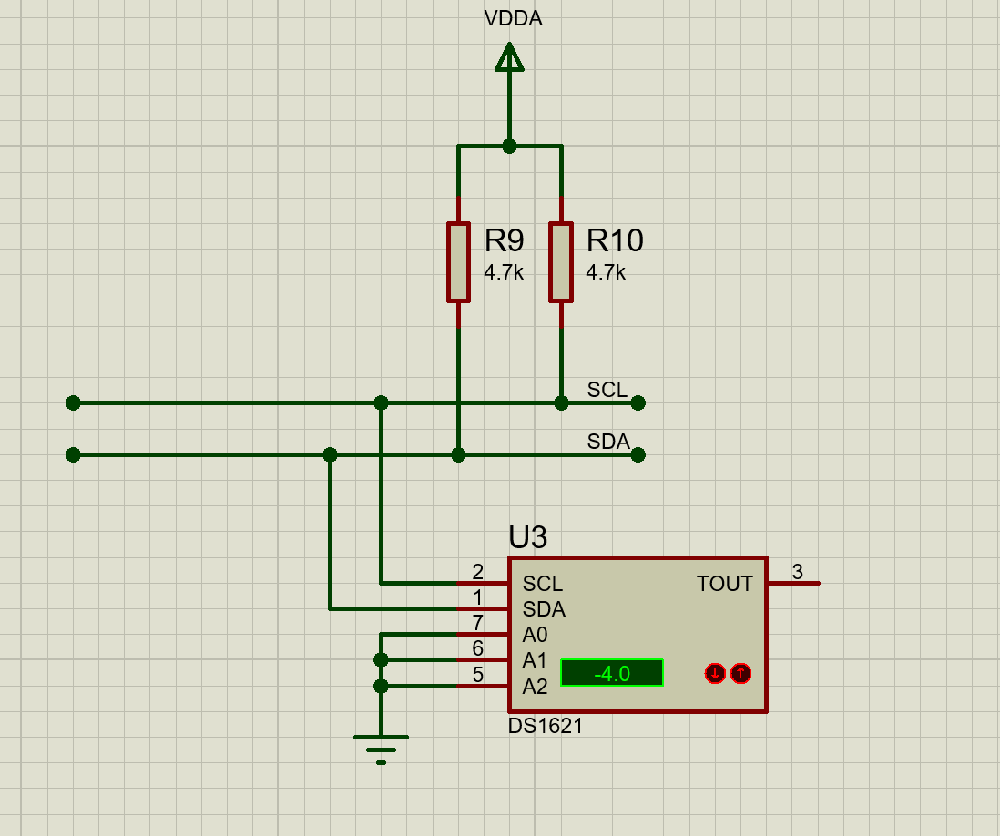 VDDA
R9
4.7k
R10
4.7k
SCL
SDA
U3
2
SCL
TOUT
3
1
SDA
7
A0
6
A1
5
A2
-4.0
↓
↑
DS1621